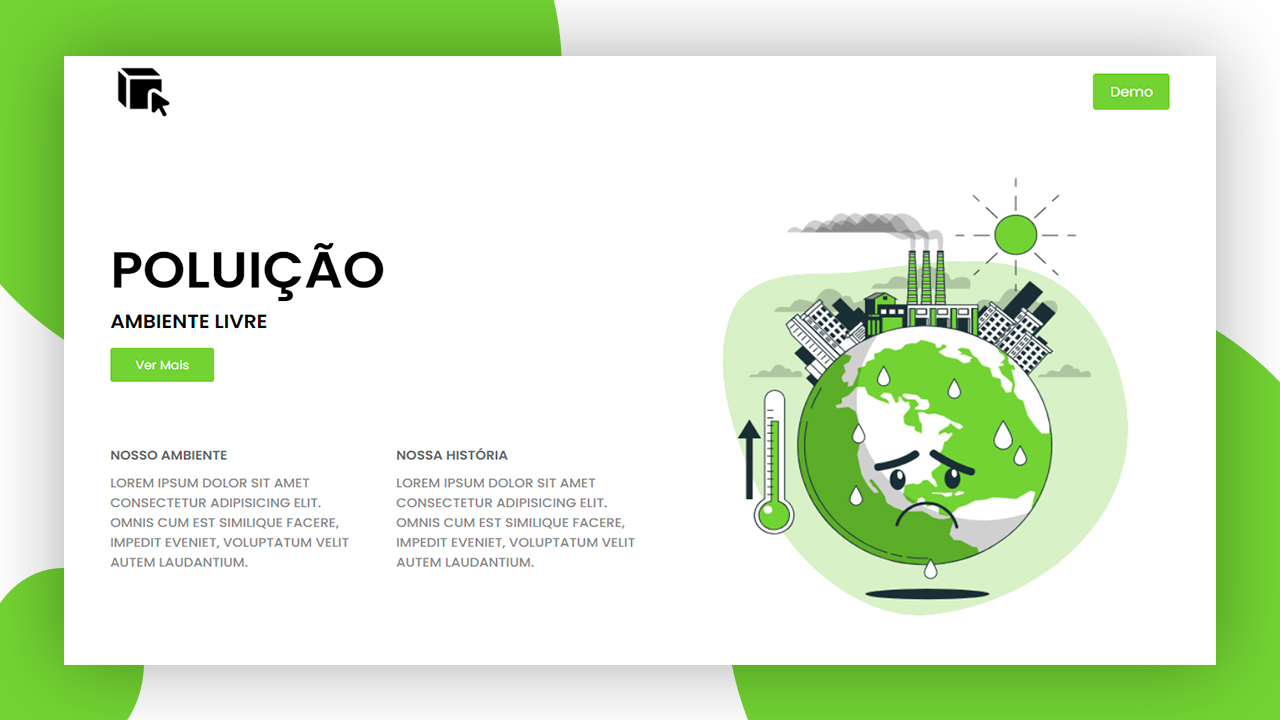 Demo
POLUIÇÃO
AMBIENTE LIVRE
Ver Mais
NOSSO AMBIENTE
LOREM IPSUM DOLOR SIT AMET
CONSECTETUR ADIPISICING ELIT.
OMNIS CUM EST SIMILIQUE FACERE,
IMPEDIT EVENIET, VOLUPTATUM VELIT
AUTEM LAUDANTIUM.
NOSSA HISTÓRIA
LOREM IPSUM DOLOR SIT AMET
CONSECTETUR ADIPISICING ELIT.
OMNIS CUM EST SIMILIQUE FACERE,
IMPEDIT EVENIET, VOLUPTATUM VELIT
AUTEM LAUDANTIUM.